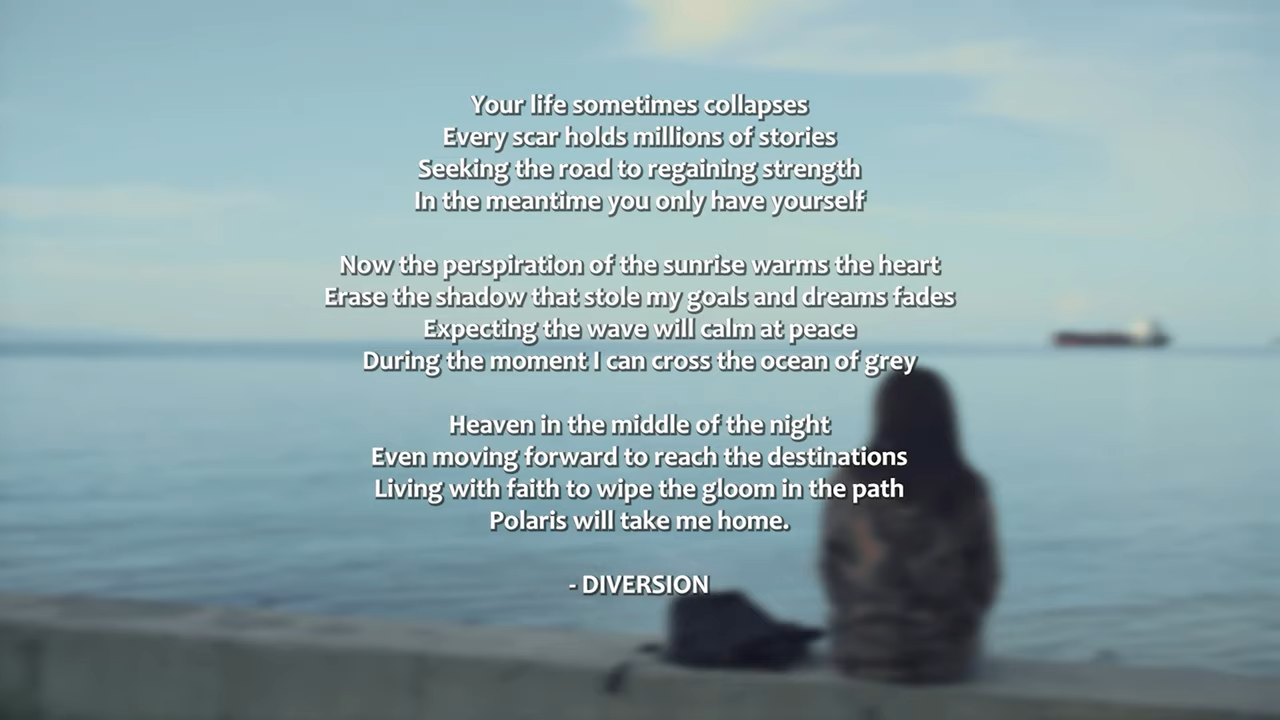 Your life sometimes collapses
Every scar holds millions of stories
Seeking the road to regaining strength
In the meantime you only have yourself
Now the perspiration of the sunrise warms the heart
Erase the shadow that stole my goals and dreams fades
Expecting the wave will calm at peace
During the moment I can cross the ocean of grey
Heaven in the middle of the night
Even moving forward to reach the destinations
Living with faith to wipe the gloom in the path
Polaris will take me home.
- DIVERSION